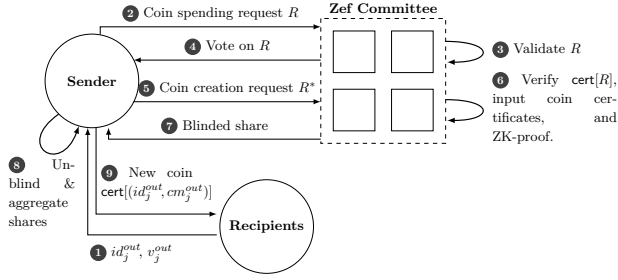 2 Coin spending request R
Zef Committee
4 Vote on R
3 Validate R
Sender
5 Coin creation request R*
6 Verify cert[R],
input coin cer-
tificates, and
ZK-proof.
7 Blinded share
8 Un-
blind &
aggregate
shares
9 New coin
cert[(id_j^out, cm_j^out)]
Recipients
1 id_j^out, v_j^out